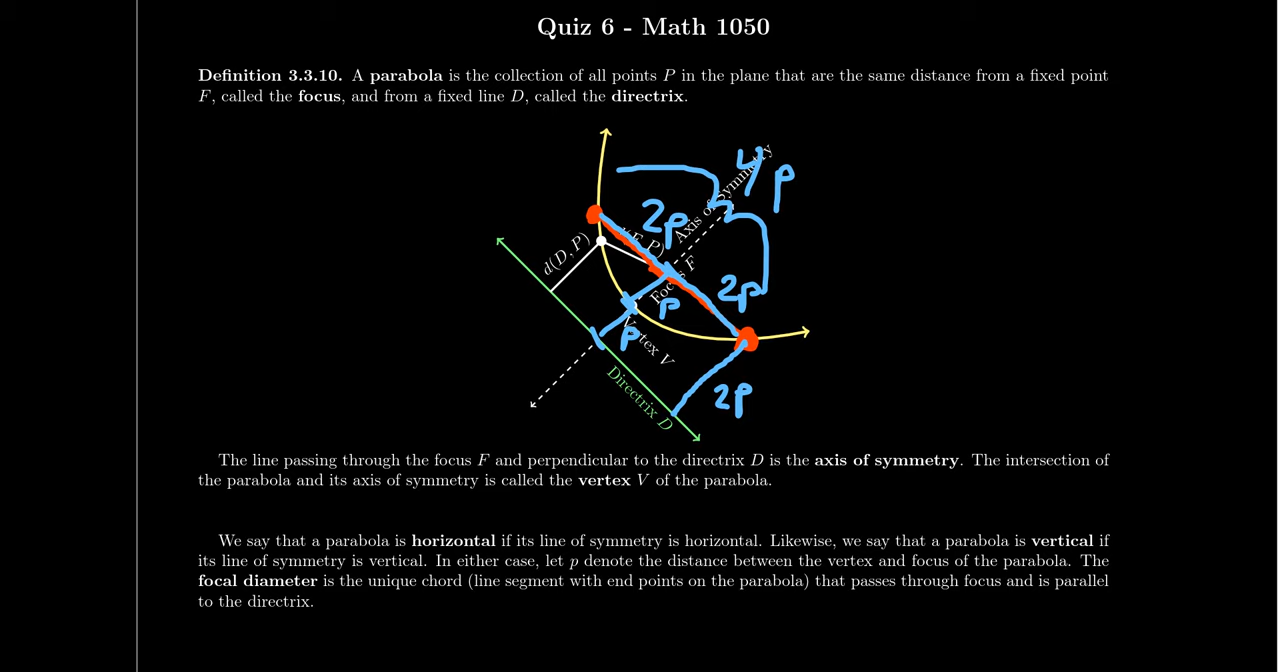 Quiz 6 - Math 1050
Definition 3.3.10. A parabola is the collection of all points P in the plane that are the same distance from a fixed point
F, called the focus, and from a fixed line D, called the directrix.
4p
Axis of Symmetry
2p
d(D, P)
(F, P)
Focus F
2p
p
p
Vertex V
Directrix D
2p
The line passing through the focus F and perpendicular to the directrix D is the axis of symmetry. The intersection of
the parabola and its axis of symmetry is called the vertex V of the parabola.
We say that a parabola is horizontal if its line of symmetry is horizontal. Likewise, we say that a parabola is vertical if
its line of symmetry is vertical. In either case, let p denote the distance between the vertex and focus of the parabola. The
focal diameter is the unique chord (line segment with end points on the parabola) that passes through focus and is parallel
to the directrix.